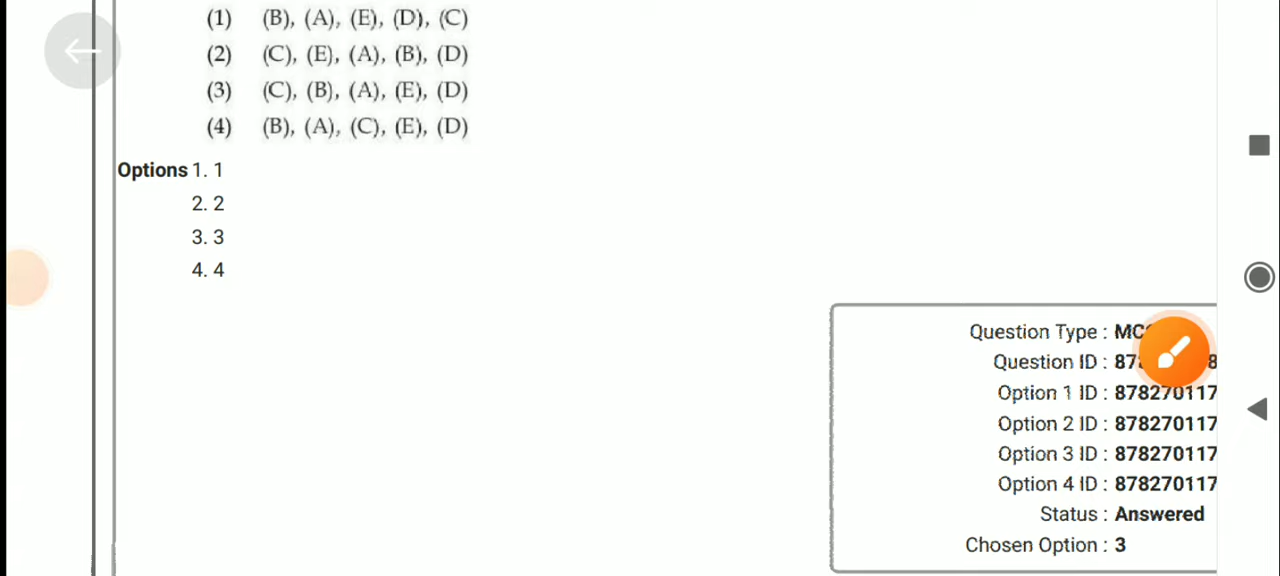 (1) (B), (A), (E), (D), (C)
(2) (C), (E), (A), (B), (D)
(3) (C), (B), (A), (E), (D)
(4) (B), (A), (C), (E), (D)
Options 1. 1
2. 2
3. 3
4. 4
Question Type :
Question ID :
Option 1 ID : 878270117
Option 2 ID : 878270117
Option 3 ID : 878270117
Option 4 ID : 878270117
Status : Answered
Chosen Option : 3